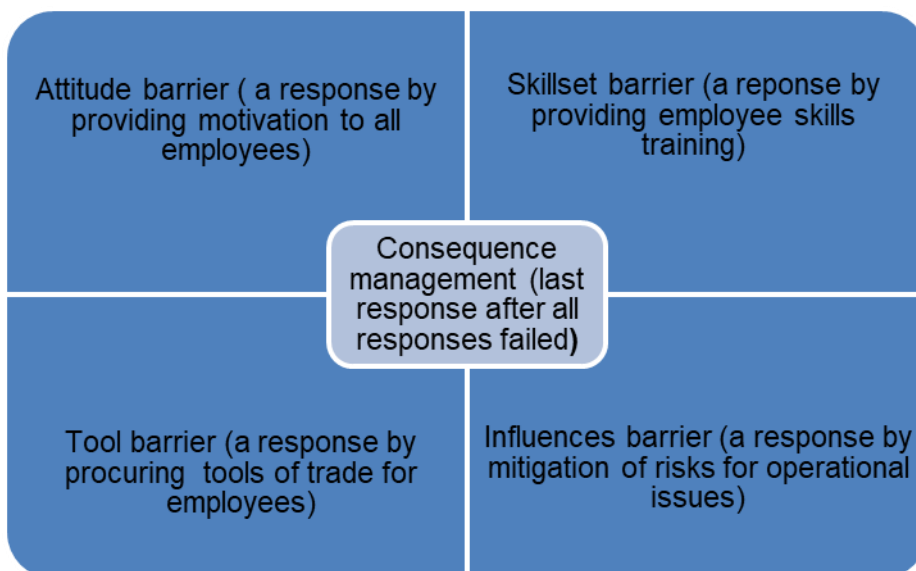 Attitude barrier ( a response by
providing motivation to all
employees)
Skillset barrier (a reponse by
providing employee skills
training)
Consequence
management (last
response after all
responses failed)
Tool barrier (a response by
procuring tools of trade for
employees)
Influences barrier (a response by
mitigation of risks for operational
issues)